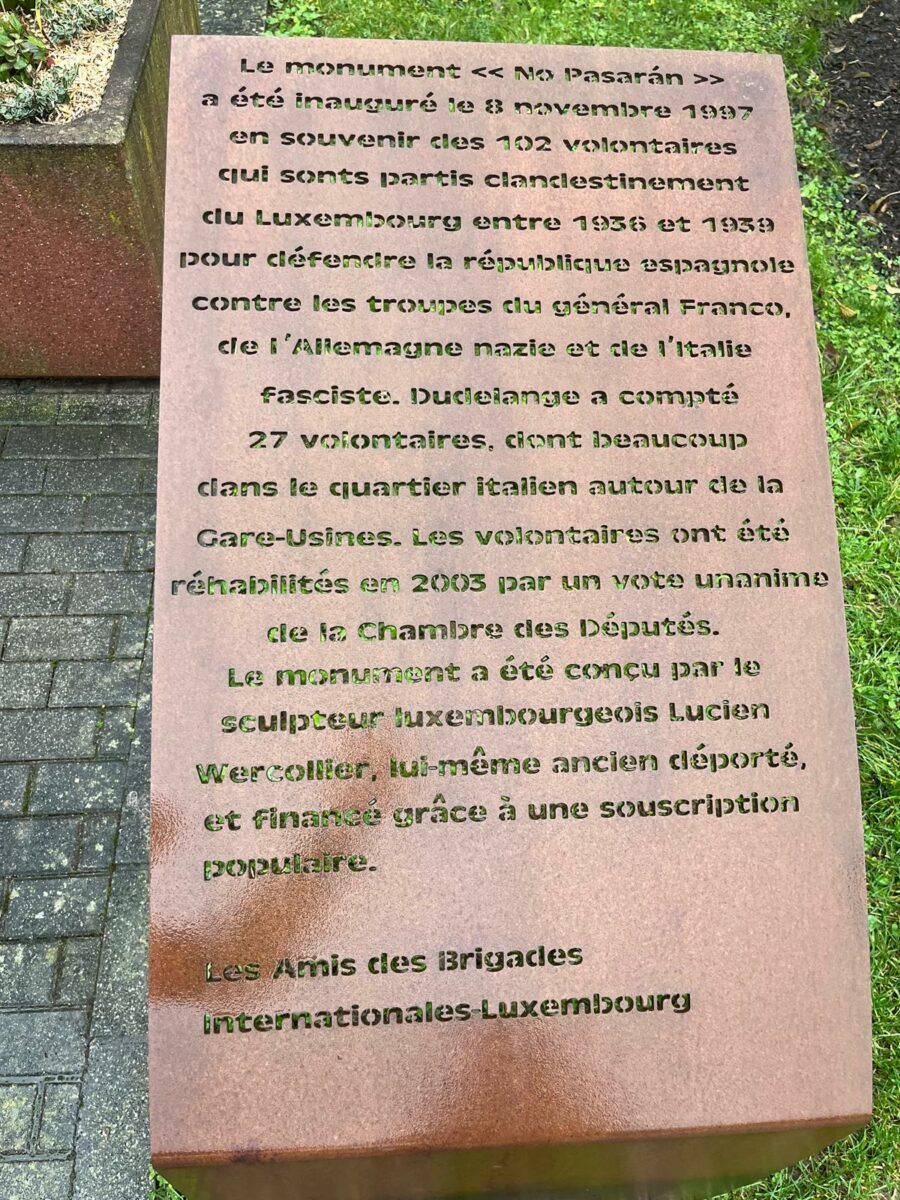 Le monument << No Pasarán >>
a été inauguré le 8 novembre 1997
en souvenir des 102 volontaires
qui sonts partis clandestinement
du Luxembourg entre 1936 et 1939
pour défendre la république espagnole
contre les troupes du général Franco,
de l'Allemagne nazie et de l'Italie
fasciste. Dudelange a compté
27 volontaires, dont beaucoup
dans le quartier italien autour de la
Gare-Usines. Les volontaires ont été
réhabilités en 2003 par un vote unanime
de la Chambre des Députés.
Le monument a été conçu par le
sculpteur luxembourgeois Lucien
Wercollier, lui-même ancien déporté,
et financé grâce à une souscription
populaire.
Les Amis des Brigades
Internationales-Luxembourg